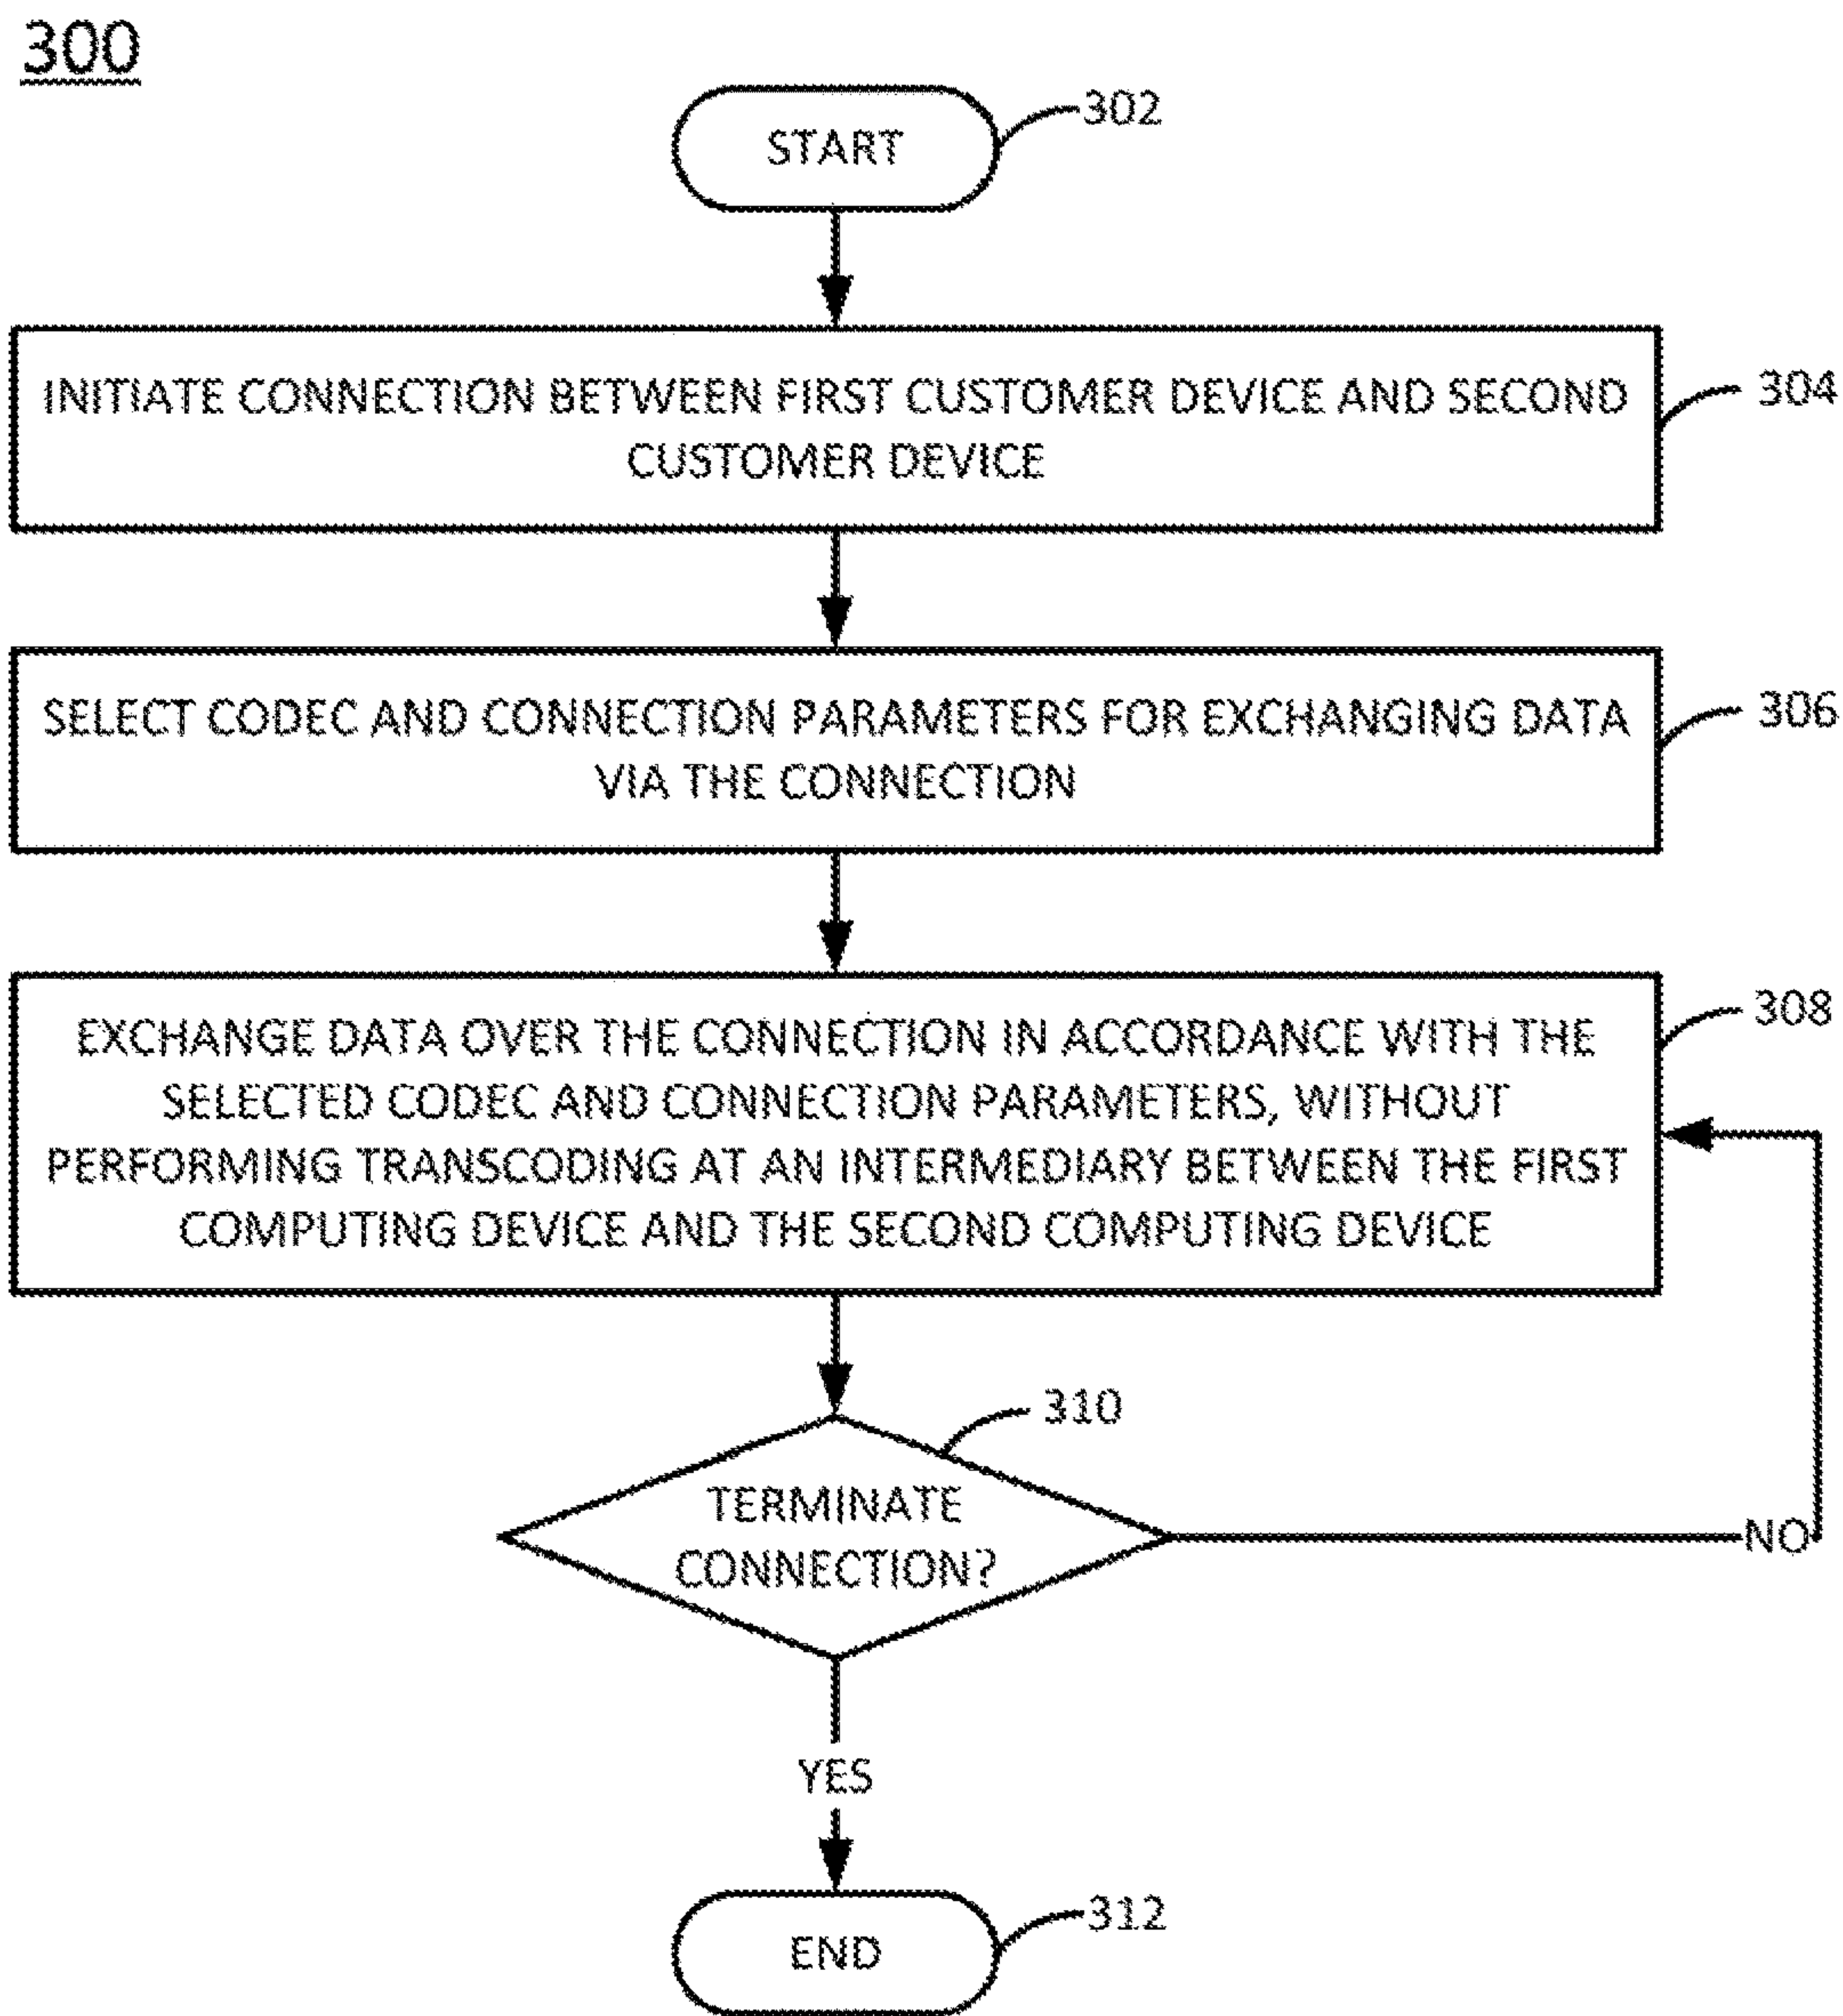 300
START
302
INITIATE CONNECTION BETWEEN FIRST CUSTOMER DEVICE AND SECOND
CUSTOMER DEVICE
304
SELECT CODEC AND CONNECTION PARAMETERS FOR EXCHANGING DATA
VIA THE CONNECTION
306
EXCHANGE DATA OVER THE CONNECTION IN ACCORDANCE WITH THE
SELECTED CODEC AND CONNECTION PARAMETERS, WITHOUT
PERFORMING TRANSCODING AT AN INTERMEDIARY BETWEEN THE FIRST
COMPUTING DEVICE AND THE SECOND COMPUTING DEVICE
308
310
TERMINATE
CONNECTION?
NO
YES
END
312